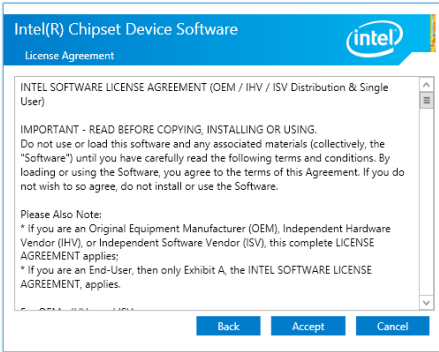 Intel(R) Chipset Device Software
intel
License Agreement
INTEL SOFTWARE LICENSE AGREEMENT (OEM / IHV / ISV Distribution & Single
User)
IMPORTANT - READ BEFORE COPYING, INSTALLING OR USING.
Do not use or load this software and any associated materials (collectively, the
"Software") until you have carefully read the following terms and conditions. By
loading or using the Software, you agree to the terms of this Agreement. If you do
not wish to so agree, do not install or use the Software.
Please Also Note:
* If you are an Original Equipment Manufacturer (OEM), Independent Hardware
Vendor (IHV), or Independent Software Vendor (ISV), this complete LICENSE
AGREEMENT applies;
* If you are an End-User, then only Exhibit A, the INTEL SOFTWARE LICENSE
AGREEMENT, applies.
Back Accept Cancel